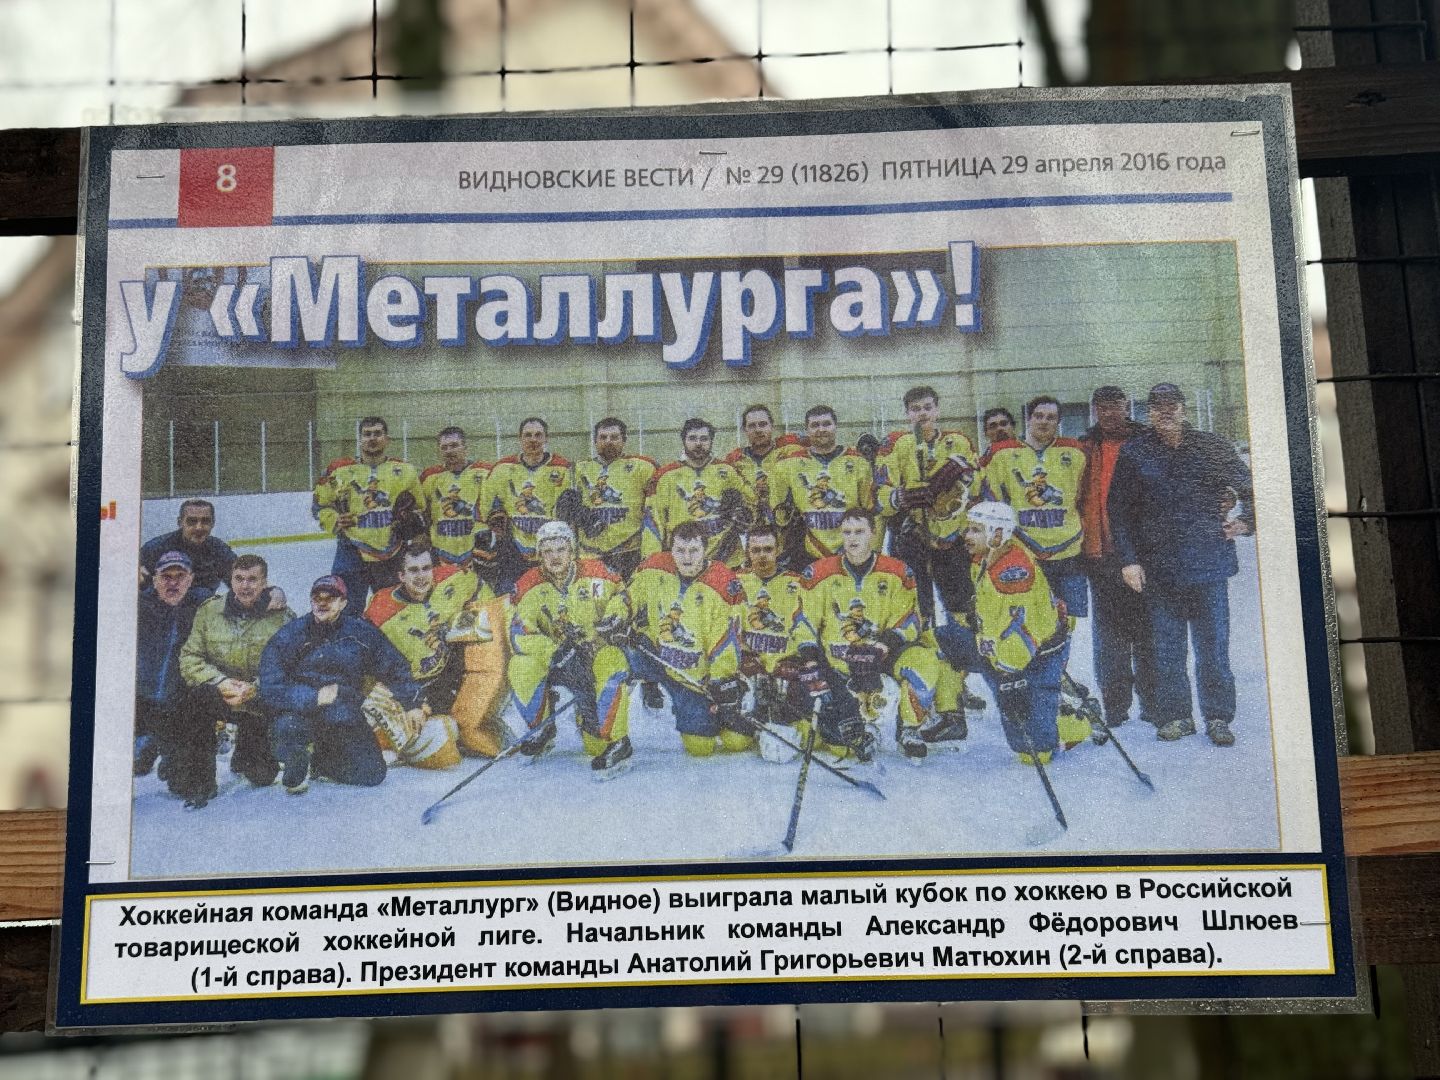 8
ВИДНОВСКИЕ ВЕСТИ / № 29 (11826) ПЯТНИЦА 29 апреля 2016 года
у «Металлурга»!
Хоккейная команда «Металлург» (Видное) выиграла малый кубок по хоккею в Российской
товарищеской хоккейной лиге. Начальник команды Александр Фёдорович Шлюев
(1-й справа). Президент команды Анатолий Григорьевич Матюхин (2-й справа).